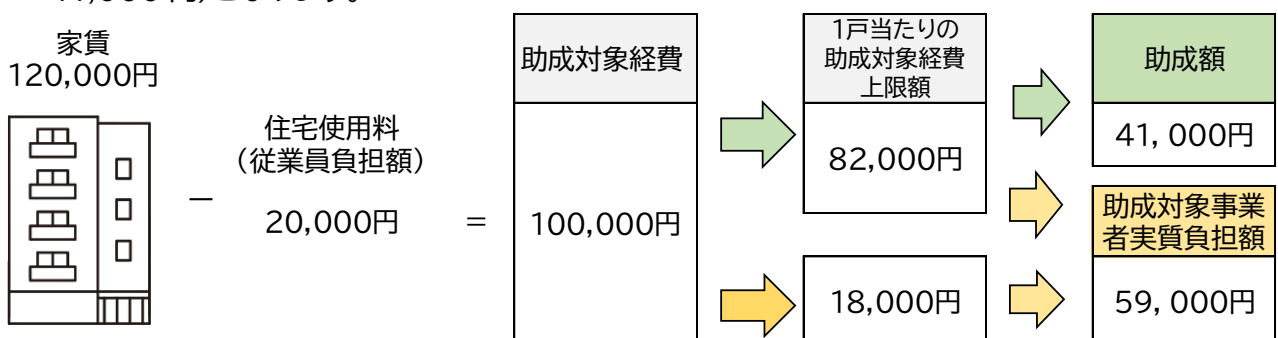 家賃
120,000円
住宅使用料
（従業員負担額）
－
20,000円
＝
助成対象経費
100,000円
1戸当たりの
助成対象経費
上限額
82,000円
18,000円
助成額
41,000円
助成対象事業
者実質負担額
59,000円